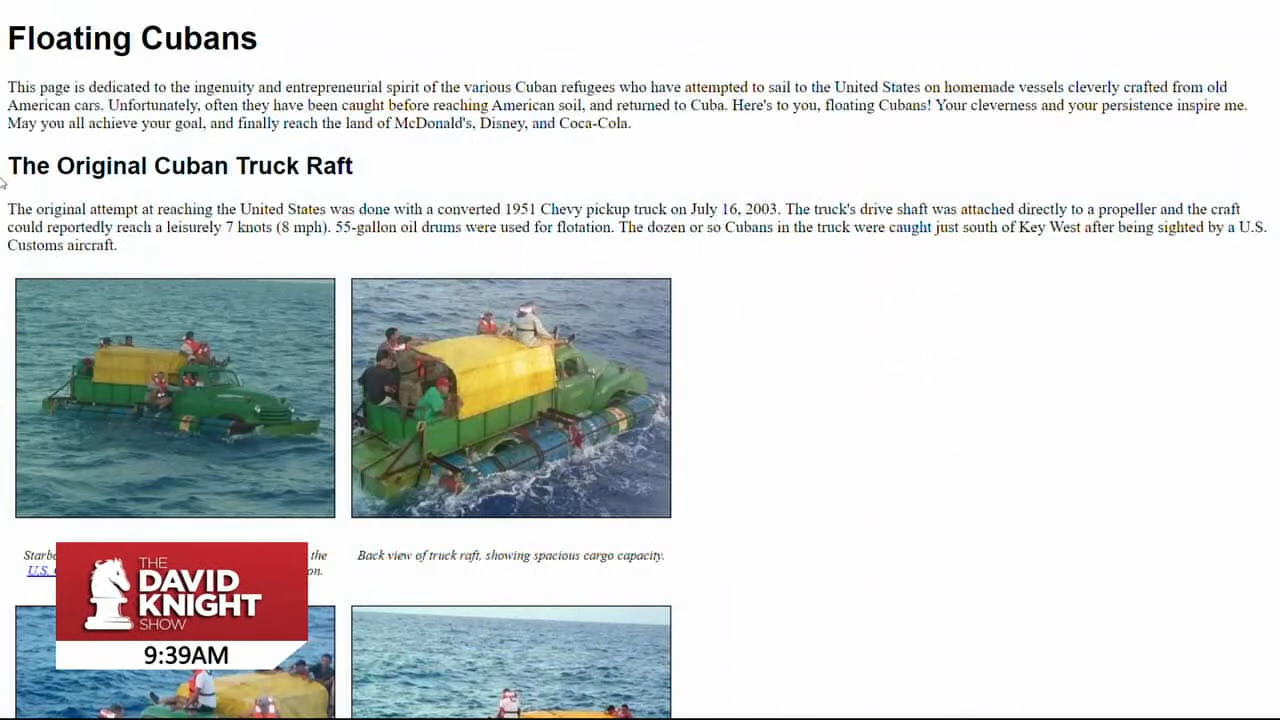 Floating Cubans
This page is dedicated to the ingenuity and entrepreneurial spirit of the various Cuban refugees who have attempted to sail to the United States on homemade vessels cleverly crafted from old
American cars. Unfortunately, often they have been caught before reaching American soil, and returned to Cuba. Here's to you, floating Cubans! Your cleverness and your persistence inspire me.
May you all achieve your goal, and finally reach the land of McDonald's, Disney, and Coca-Cola.
The Original Cuban Truck Raft
The original attempt at reaching the United States was done with a converted 1951 Chevy pickup truck on July 16, 2003. The truck's drive shaft was attached directly to a propeller and the craft
could reportedly reach a leisurely 7 knots (8 mph). 55-gallon oil drums were used for flotation. The dozen or so Cubans in the truck were caught just south of Key West after being sighted by a U.S.
Customs aircraft.
the
U.S.
Back view of truck raft, showing spacious cargo capacity.
THE
DAVID
KNIGHT
SHOW
9:39AM